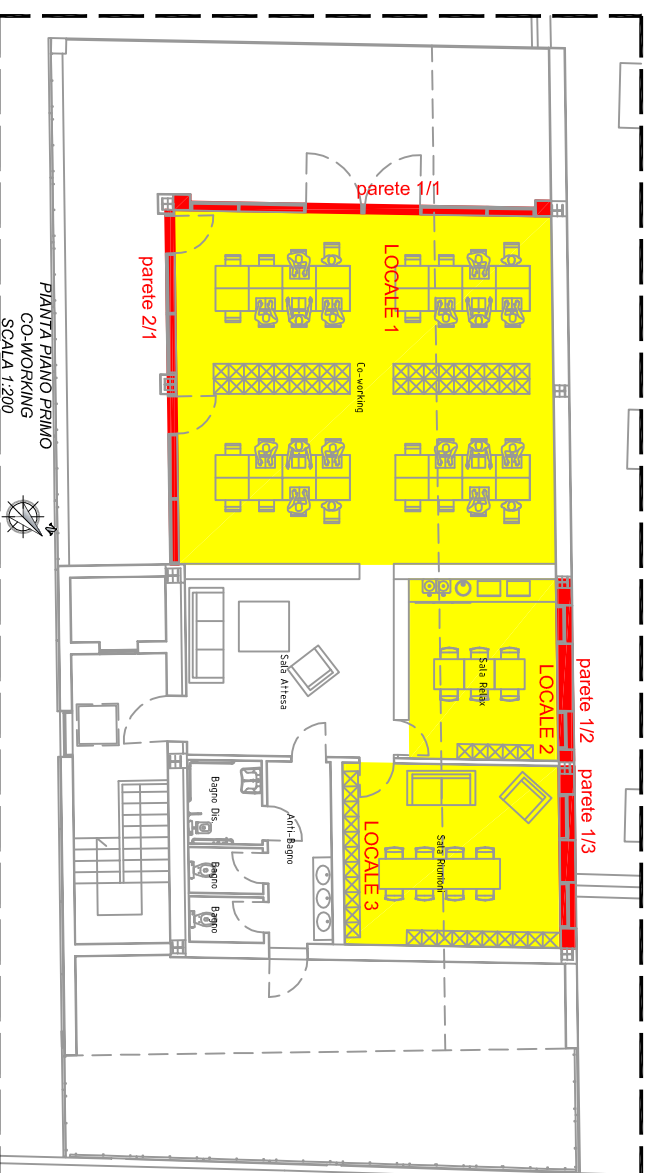 parete 1/1
LOCALE 1
parete 2/1
Co-working
PIANTA PIANO PRIMO
CO-WORKING
SCALA 1:200
N
Sala Attesa
Sala Relax
LOCALE 2
parete 1/2
parete 1/3
LOCALE 3
Sala Riunioni
Anti-Bagno
Bagno Dis.
Bagno
Bagno